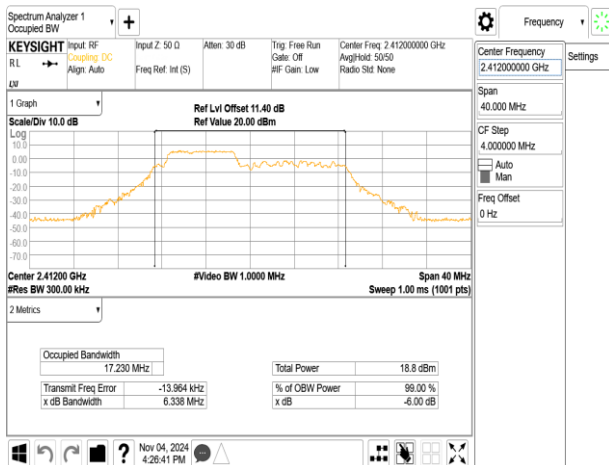 Spectrum Analyzer 1
Occupied BW
Frequency
KEYSIGHT
RL
Input: RF
Coupling: DC
Align: Auto
Input Z: 50 Ω
Freq Ref: Int (S)
Atten: 30 dB
Trig: Free Run
Gate: Off
#IF Gain: Low
Center Freq: 2.412000000 GHz
Avg|Hold: 50/50
Radio Std: None
Center Frequency
2.412000000 GHz
Settings
Span
40.000 MHz
CF Step
4.000000 MHz
Auto
Man
Freq Offset
0 Hz
1 Graph
Scale/Div 10.0 dB
Ref Lvl Offset 11.40 dB
Ref Value 20.00 dBm
Log
10.0
0.00
-10.0
-20.0
-30.0
-40.0
-50.0
-60.0
-70.0
Center 2.41200 GHz
#Res BW 300.00 kHz
#Video BW 1.0000 MHz
Span 40 MHz
Sweep 1.00 ms (1001 pts)
2 Metrics
Occupied Bandwidth
17.230 MHz
Transmit Freq Error -13.964 kHz
x dB Bandwidth 6.338 MHz
Total Power 18.8 dBm
% of OBW Power 99.00 %
x dB -6.00 dB
?
Nov 04, 2024
4:26:41 PM